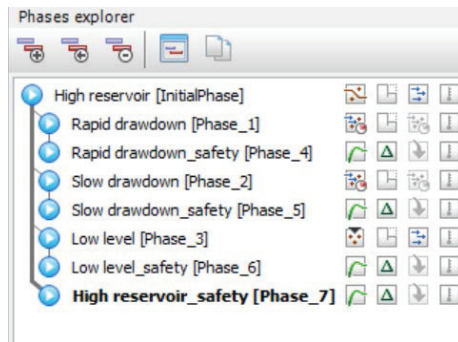 Phases explorer
High reservoir [InitialPhase]
Rapid drawdown [Phase_1]
Rapid drawdown_safety [Phase_4]
Slow drawdown [Phase_2]
Slow drawdown_safety [Phase_5]
Low level [Phase_3]
Low level_safety [Phase_6]
High reservoir_safety [Phase_7]